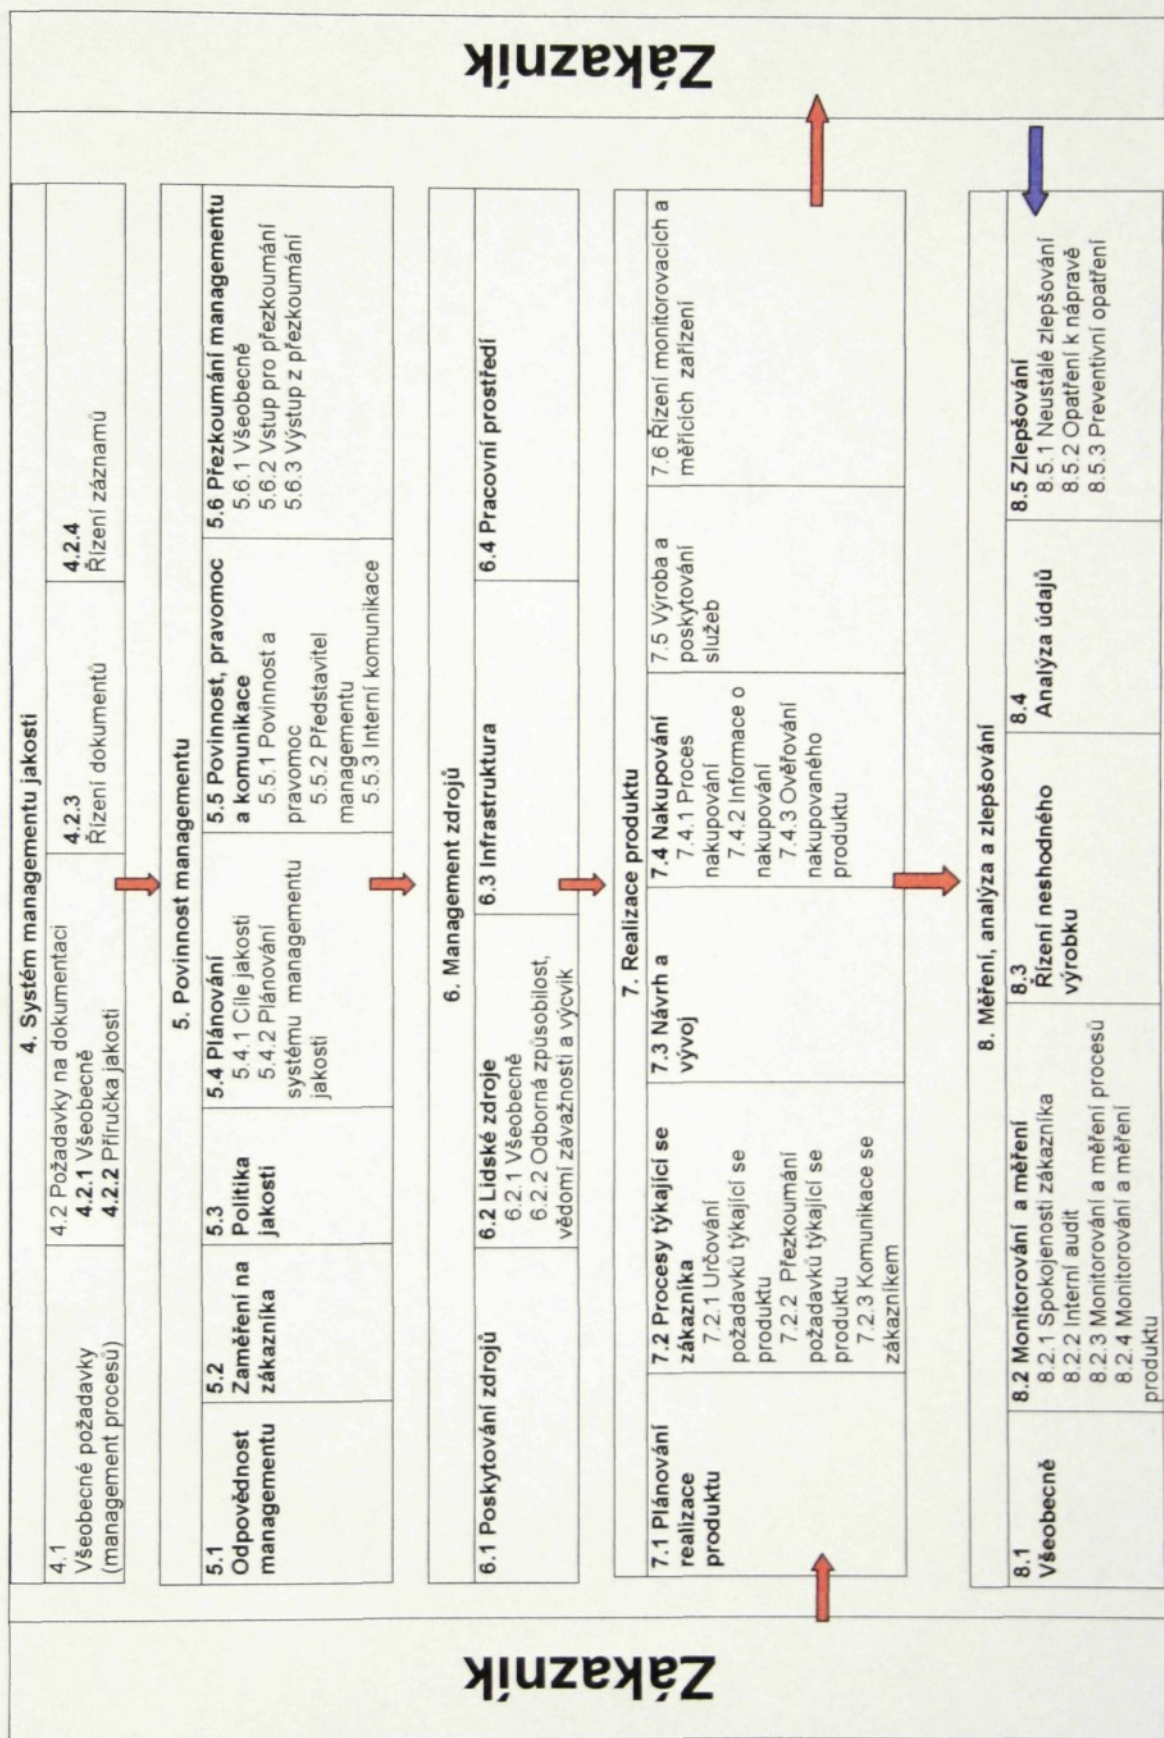 Zákazník
4. Systém managementu jakosti
4.1
Všeobecné požadavky
(management procesů)
4.2 Požadavky na dokumentaci
4.2.1 Všeobecně
4.2.2 Příručka jakosti
4.2.3
Řízení dokumentů
4.2.4
Řízení záznamů
5. Povinnost managementu
5.1
Odpovědnost
managementu
5.2
Zaměření na
zákazníka
5.3
Politika
jakosti
5.4 Plánování
5.4.1 Cíle jakosti
5.4.2 Plánování
systému managementu
jakosti
5.5 Povinnost, pravomoc
a komunikace
5.5.1 Povinnost a
pravomoc
5.5.2 Představitel
managementu
5.5.3 Interní komunikace
5.6 Přezkoumání managementu
5.6.1 Všeobecně
5.6.2 Vstup pro přezkoumání
5.6.3 Výstup z přezkoumání
6. Management zdrojů
6.1 Poskytování zdrojů
6.2 Lidské zdroje
6.2.1 Všeobecně
6.2.2 Odborná způsobilost,
vědomí závažnosti a výcvik
6.3 Infrastruktura
6.4 Pracovní prostředí
7. Realizace produktu
7.1 Plánování
realizace
produktu
7.2 Procesy týkající se
zákazníka
7.2.1 Určování
požadavků týkající se
produktu
7.2.2 Přezkoumání
požadavků týkající se
produktu
7.2.3 Komunikace se
zákazníkem
7.3 Návrh a
vývoj
7.4 Nakupování
7.4.1 Proces
nakupování
7.4.2 Informace o
nakupování
7.4.3 Ověřování
nakupovaného
produktu
7.5 Výroba a
poskytování
služeb
7.6 Řízení monitorovacích a
měřících zařízení
8. Měření, analýza a zlepšování
8.1
Všeobecně
8.2 Monitorování a měření
8.2.1 Spokojenosti zákazníka
8.2.2 Interní audit
8.2.3 Monitorování a měření procesů
8.2.4 Monitorování a měření
produktu
8.3
Řízení neshodného
výrobku
8.4
Analýza údajů
8.5 Zlepšování
8.5.1 Neustálé zlepšování
8.5.2 Opatření k nápravě
8.5.3 Preventivní opatření
Zákazník